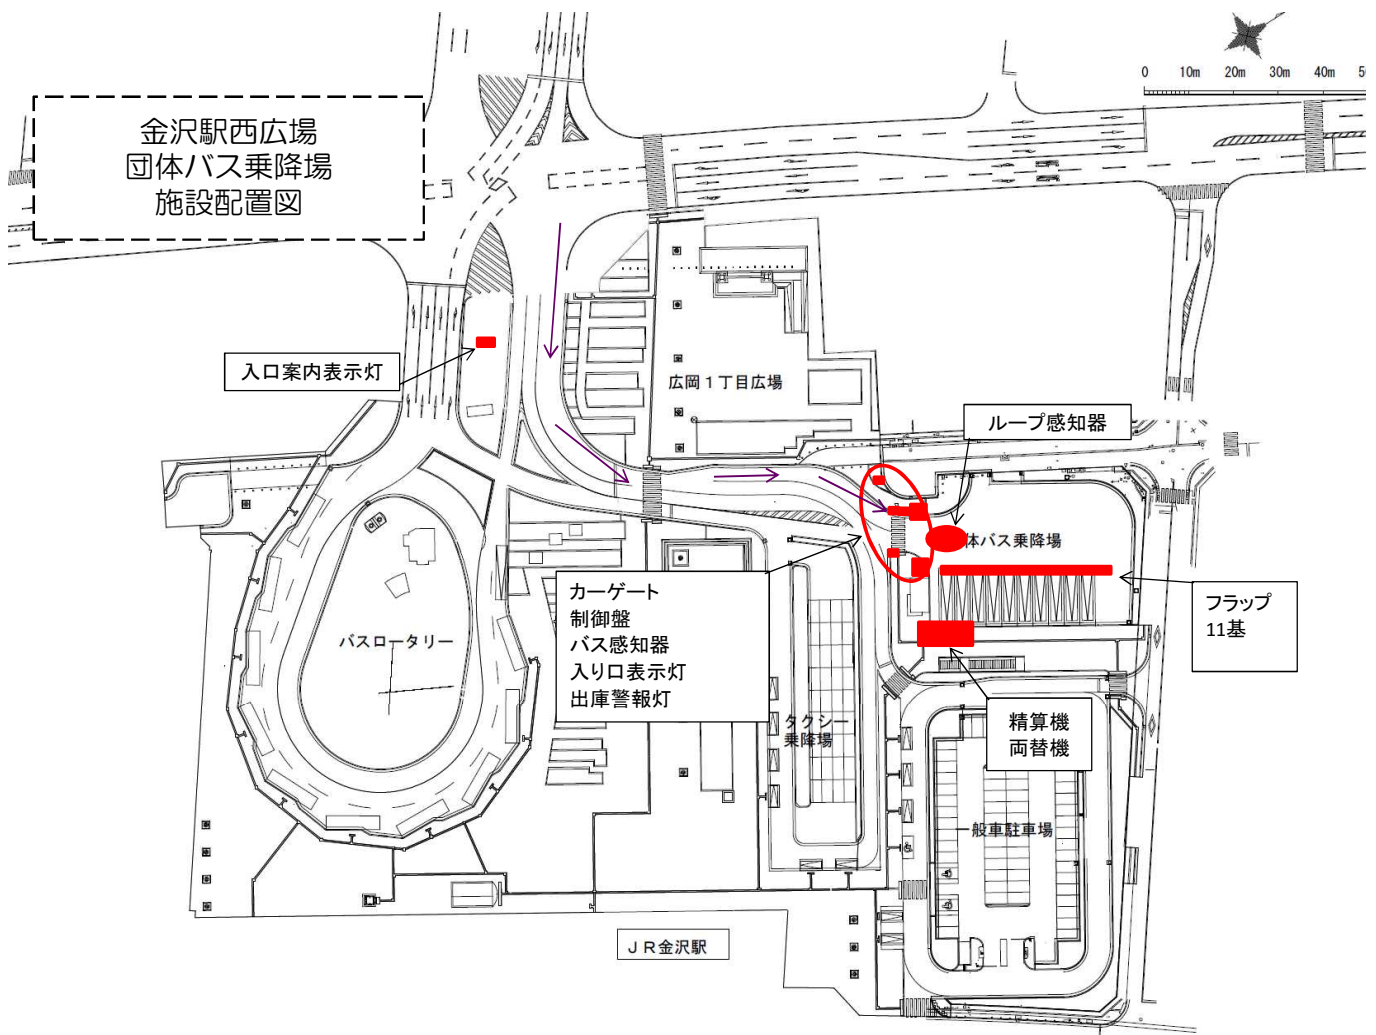 金沢駅西広場
団体バス乗降場
施設配置図
0 10m 20m 30m 40m 5
入口案内表示灯
広岡1丁目広場
ループ感知器
体バス乗降場
カーゲート
制御盤
バス感知器
入り口表示灯
出庫警報灯
フラップ
11基
バスロータリー
タクシー
乗降場
精算機
両替機
一般車駐車場
JR金沢駅